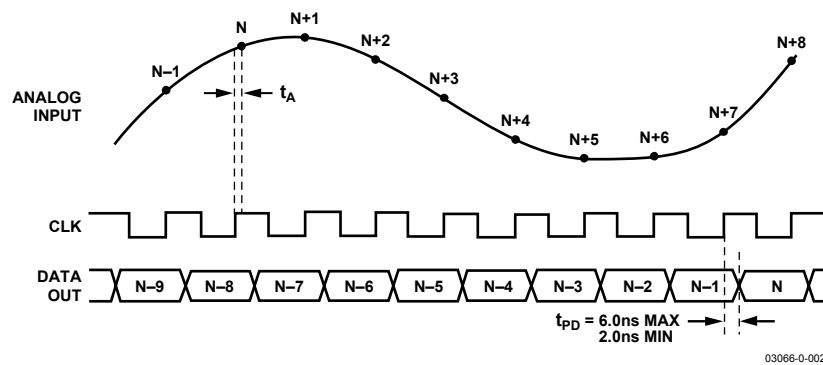 N–1
N
N+1
N+2
N+3
N+4
N+5
N+6
N+7
N+8
tA
ANALOG
INPUT
CLK
DATA
OUT
N–9
N–8
N–7
N–6
N–5
N–4
N–3
N–2
N–1
N
tPD = 6.0ns MAX
2.0ns MIN
03066-0-002